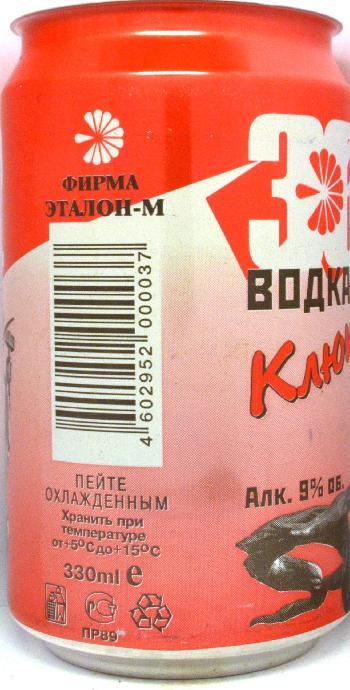 ФИРМА
ЭТАЛОН-М
4 602952 000037
ПЕЙТЕ
ОХЛАЖДЕННЫМ
Хранить при
температуре
от+5°С до+15°С
330ml e
РСТ
ПР89
ВОДКА
Алк. 9% об.